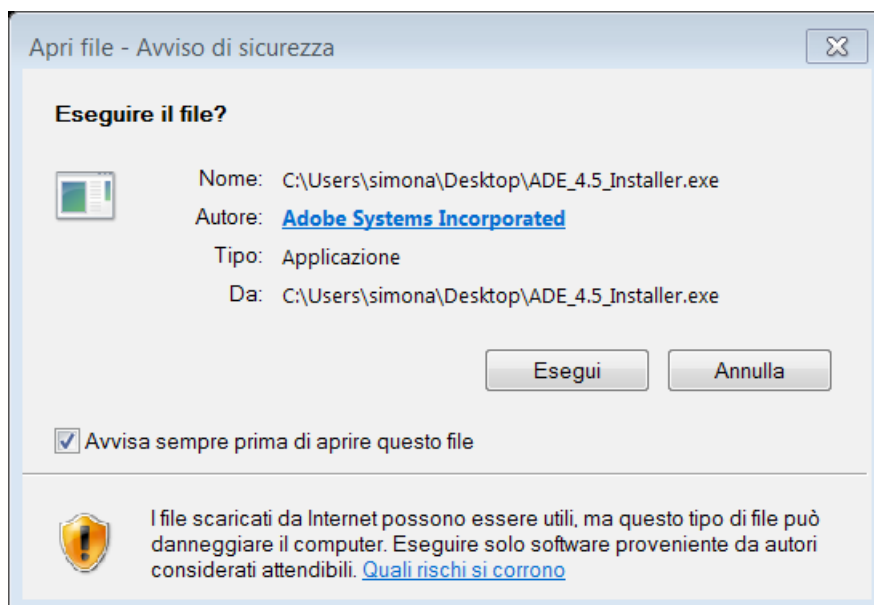 Apri file - Avviso di sicurezza
Eseguire il file?
Nome: C:\Users\simona\Desktop\ADE_4.5_Installer.exe
Autore: Adobe Systems Incorporated
Tipo: Applicazione
Da: C:\Users\simona\Desktop\ADE_4.5_Installer.exe
Esegui Annulla
Avvisa sempre prima di aprire questo file
I file scaricati da Internet possono essere utili, ma questo tipo di file può
danneggiare il computer. Eseguire solo software proveniente da autori
considerati attendibili. Quali rischi si corrono